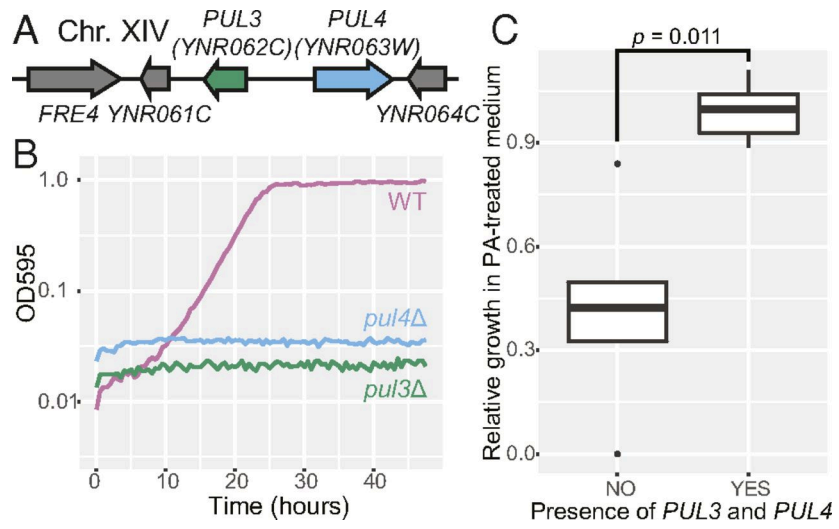 A
Chr. XIV
PUL3 PUL4
(YNR062C) (YNR063W)
FRE4 YNR061C YNR064C
B
1.0
0.1
0.01
OD595
WT
pul4Δ
pul3Δ
0 10 20 30 40
Time (hours)
C
p = 0.011
Relative growth in PA-treated medium
0.9
0.6
0.3
0.0
NO YES
Presence of PUL3 and PUL4